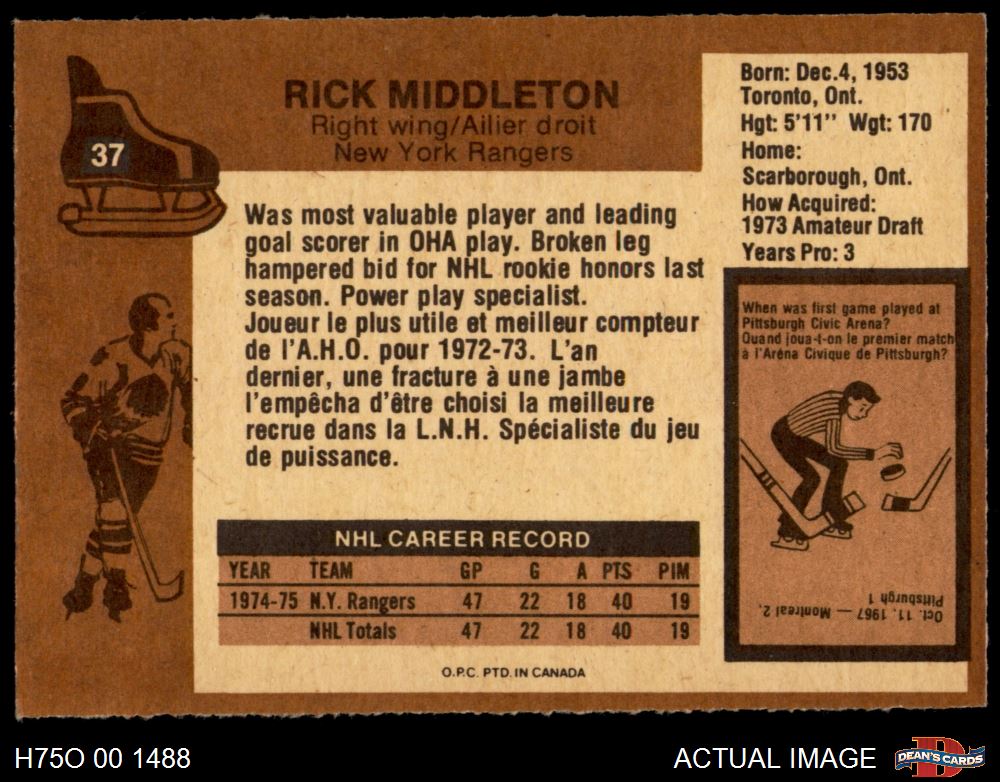 37
RICK MIDDLETON
Right wing/Ailier droit
New York Rangers
Born: Dec.4, 1953
Toronto, Ont.
Hgt: 5'11" Wgt: 170
Home:
Scarborough, Ont.
How Acquired:
1973 Amateur Draft
Years Pro: 3
Was most valuable player and leading
goal scorer in OHA play. Broken leg
hampered bid for NHL rookie honors last
season. Power play specialist.
Joueur le plus utile et meilleur compteur
de l'A.H.O. pour 1972-73. L'an
dernier, une fracture à une jambe
l'empêcha d'être choisi la meilleure
recrue dans la L.N.H. Spécialiste du jeu
de puissance.
When was first game played at
Pittsburgh Civic Arena?
Quand joua-t-on le premier match
à l'Aréna Civique de Pittsburgh?
Oct. 11, 1967 — Montreal 2,
Pittsburgh 1
NHL CAREER RECORD
YEAR TEAM GP G A PTS PIM
1974-75 N.Y. Rangers 47 22 18 40 19
NHL Totals 47 22 18 40 19
O.P.C. PTD. IN CANADA
H75O 00 1488
ACTUAL IMAGE
D
DEAN'S CARDS